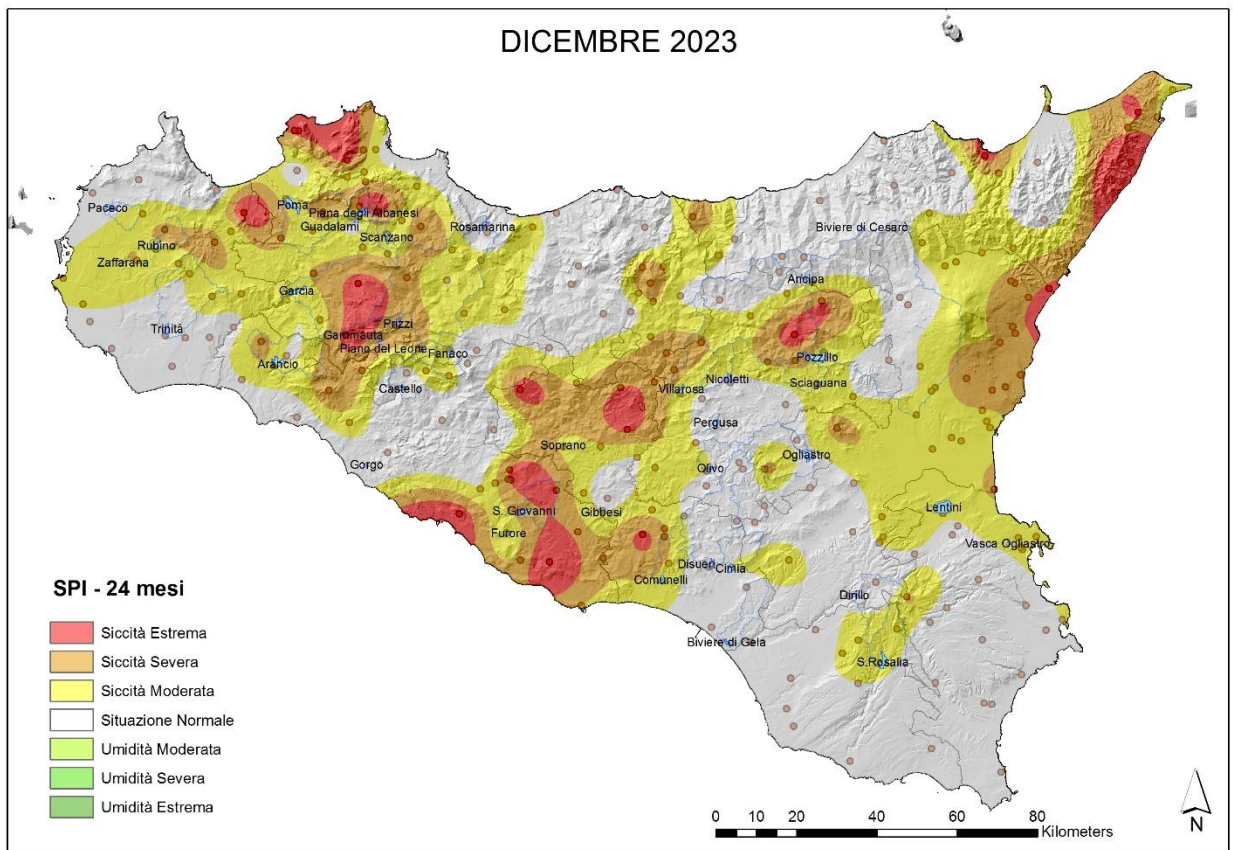 DICEMBRE 2023
Paceco
Poma
Piana degli Albanesi
Guadalami
Scanzano
Rosamarina
Biviere di Cesarò
Rubino
Zaffarana
Garcia
Ancipa
Trinità
Prizzi
Garomauta
Piano del Leone
Fanaco
Arancio
Castello
Pozzillo
Nicoletti
Sciaguana
Villarosa
Pergusa
Soprano
Ogliastro
Gorgo
Olivo
S. Giovanni
Gibbesi
Lentini
Furore
Vasca Ogliastro
Disueri
Cimia
Comunelli
Dirillo
Biviere di Gela
S.Rosalia
SPI - 24 mesi
Siccità Estrema
Siccità Severa
Siccità Moderata
Situazione Normale
Umidità Moderata
Umidità Severa
Umidità Estrema
0 10 20 40 60 80
Kilometers
N